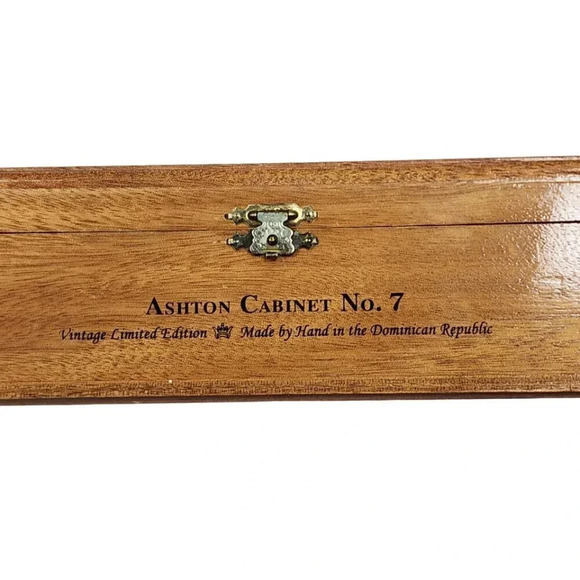 Ashton Cabinet No. 7
Vintage Limited Edition Made by Hand in the Dominican Republic